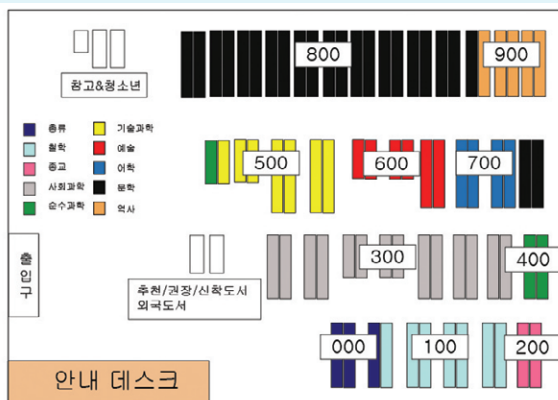 800
900
참고&청소년
총류
기술과학
철학
예술
종교
어학
사회과학
문학
순수과학
역사
500
600
700
출입구
300
400
추천/권장/신학도서
외국도서
000
100
200
안내 데스크